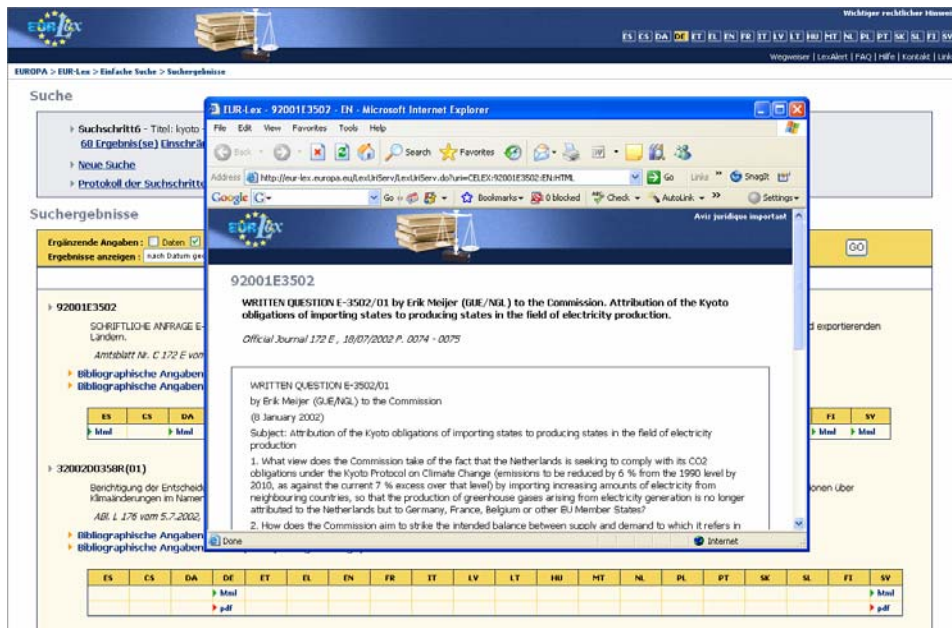 EUR Lex
Wichtiger rechtlicher Hinweis
ES CS DA DE ET EL EN FR IT LV LT HU MT NL PL PT SK SL FI SV
Wegweiser | LexAlert | FAQ | Hilfe | Kontakt | Links
EUROPA > EUR-Lex > Einfache Suche > Suchergebnisse
Suche
Suchschritt6 - Titel: kyoto
60 Ergebnis(se) Einschrä
Neue Suche
Protokoll der Suchschritte
Suchergebnisse
Ergänzende Angaben : Daten
Ergebnisse anzeigen : nach Datum geo
GO
92001E3502
SCHRIFTLICHE ANFRAGE E-
d exportierenden
Ländern.
Amtsblatt Nr. C 172 E vom
Bibliographische Angaben
Bibliographische Angaben
ES CS DA FI SV
html html html html
3200200358R(01)
Berichtigung der Entscheid
ionen über
Klimaänderungen im Namen
ABl. L 176 vom 5.7.2002,
Bibliographische Angaben
Bibliographische Angaben
ES CS DA DE ET EL EN FR IT LV LT HU MT NL PL PT SK SL FI SV
html html
pdf pdf
EUR-Lex - 92001E3502 - EN - Microsoft Internet Explorer
File Edit View Favorites Tools Help
Back Search Favorites
Address http://eur-lex.europa.eu/LexUriServ/LexUriServ.do?uri=CELEX:92001E3502:EN:HTML Go Links SnagIt
Google G Go Bookmarks 0 blocked Check AutoLink Settings
EUR Lex
Avis juridique important
92001E3502
WRITTEN QUESTION E-3502/01 by Erik Meijer (GUE/NGL) to the Commission. Attribution of the Kyoto
obligations of importing states to producing states in the field of electricity production.
Official Journal 172 E , 18/07/2002 P. 0074 - 0075
WRITTEN QUESTION E-3502/01
by Erik Meijer (GUE/NGL) to the Commission
(8 January 2002)
Subject: Attribution of the Kyoto obligations of importing states to producing states in the field of electricity
production
1. What view does the Commission take of the fact that the Netherlands is seeking to comply with its CO2
obligations under the Kyoto Protocol on Climate Change (emissions to be reduced by 6 % from the 1990 level by
2010, as against the current 7 % excess over that level) by importing increasing amounts of electricity from
neighbouring countries, so that the production of greenhouse gases arising from electricity generation is no longer
attributed to the Netherlands but to Germany, France, Belgium or other EU Member States?
2. How does the Commission aim to strike the intended balance between supply and demand to which it refers in
Done Internet